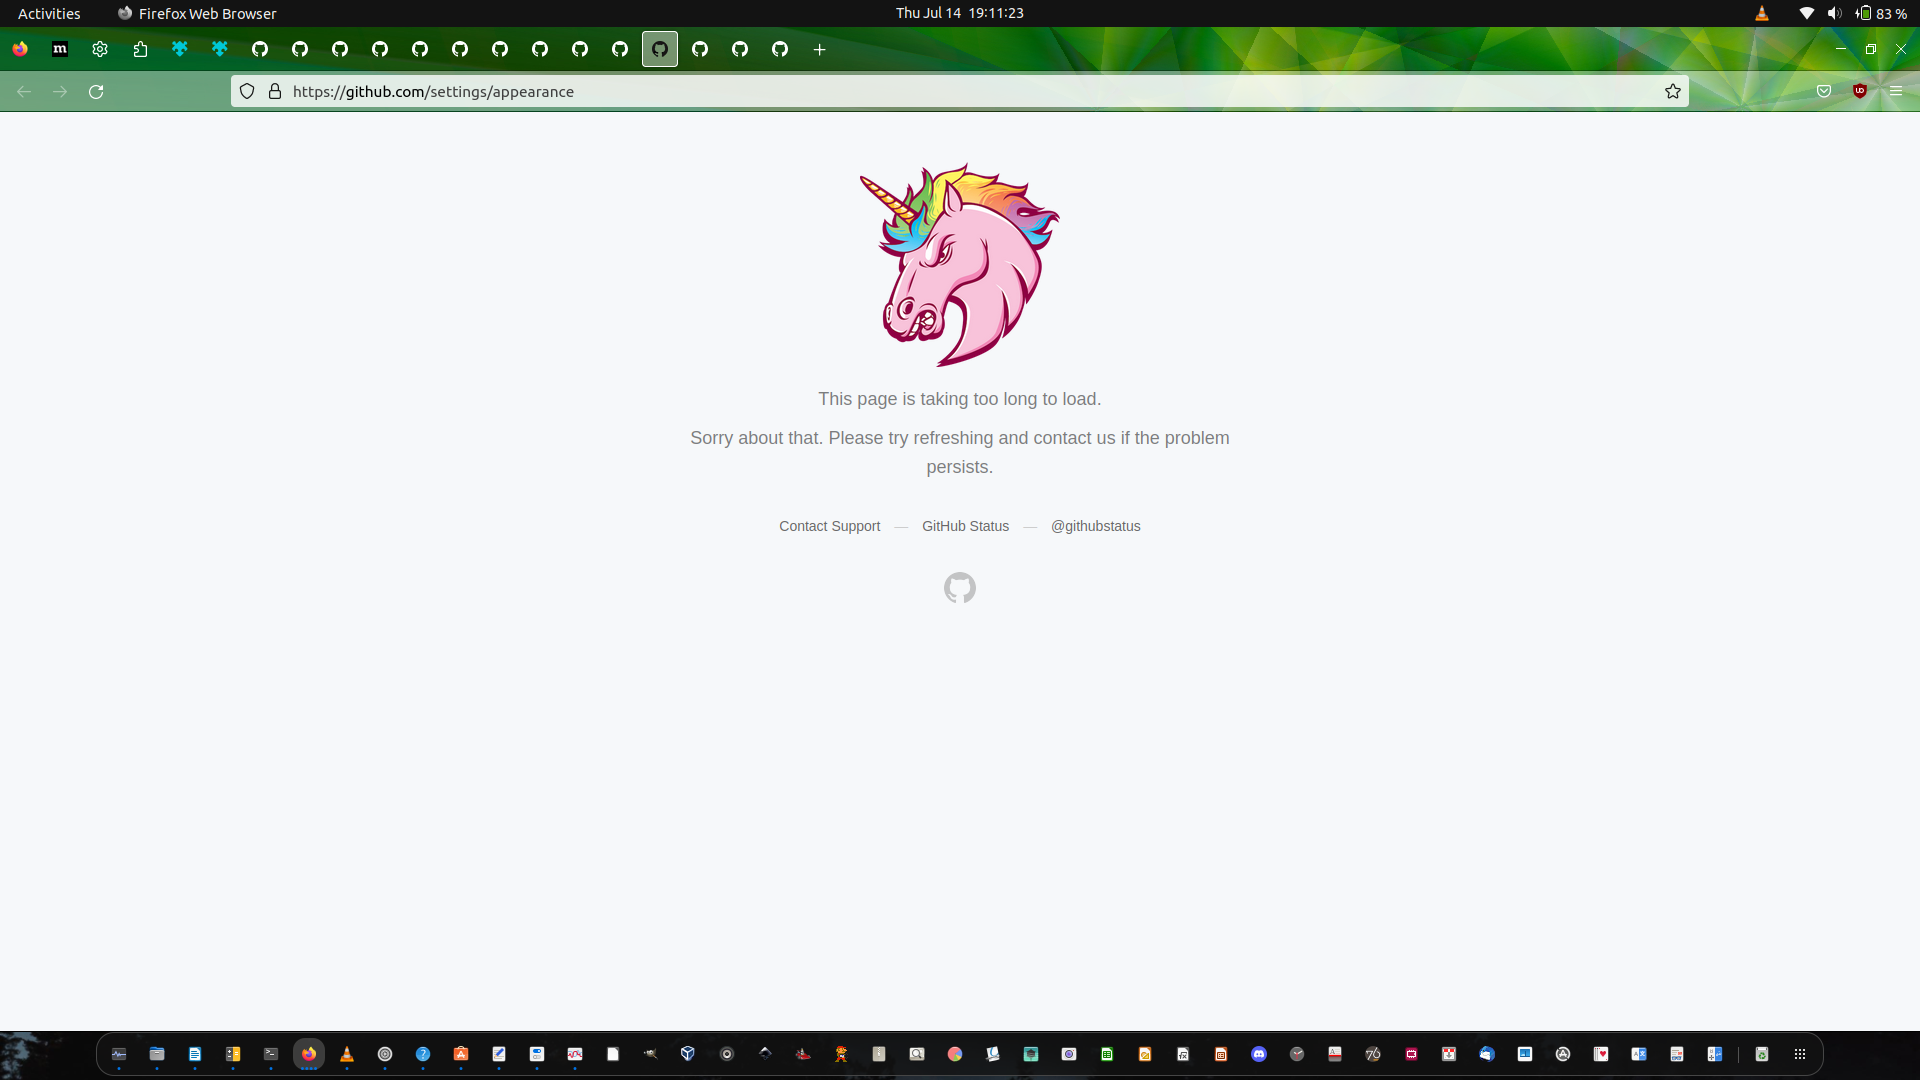 Activities
Firefox Web Browser
Thu Jul 14 19:11:23
83 %
m
https://github.com/settings/appearance
This page is taking too long to load.
Sorry about that. Please try refreshing and contact us if the problem
persists.
Contact Support — GitHub Status — @githubstatus